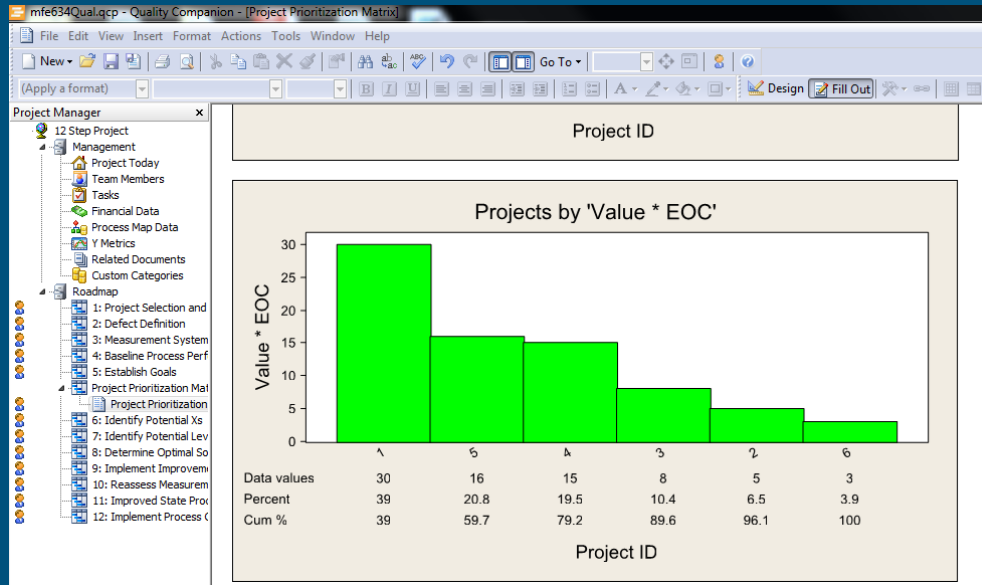 mfe634Qual.qcp - Quality Companion - [Project Prioritization Matrix]
File Edit View Insert Format Actions Tools Window Help
New Go To
(Apply a format) B I U A Design Fill Out
Project Manager x
12 Step Project
Management
Project Today
Team Members
Tasks
Financial Data
Process Map Data
Y Metrics
Related Documents
Custom Categories
Roadmap
1: Project Selection and
2: Defect Definition
3: Measurement System
4: Baseline Process Perf
5: Establish Goals
Project Prioritization Mat
Project Prioritization
6: Identify Potential Xs
7: Identify Potential Lev
8: Determine Optimal So
9: Implement Improvem
10: Reassess Measurem
11: Improved State Proc
12: Implement Process C
Project ID
Projects by 'Value * EOC'
Value * EOC
30
25
20
15
10
5
0
1 5 4 3 2 6
Data values 30 16 15 8 5 3
Percent 39 20.8 19.5 10.4 6.5 3.9
Cum % 39 59.7 79.2 89.6 96.1 100
Project ID